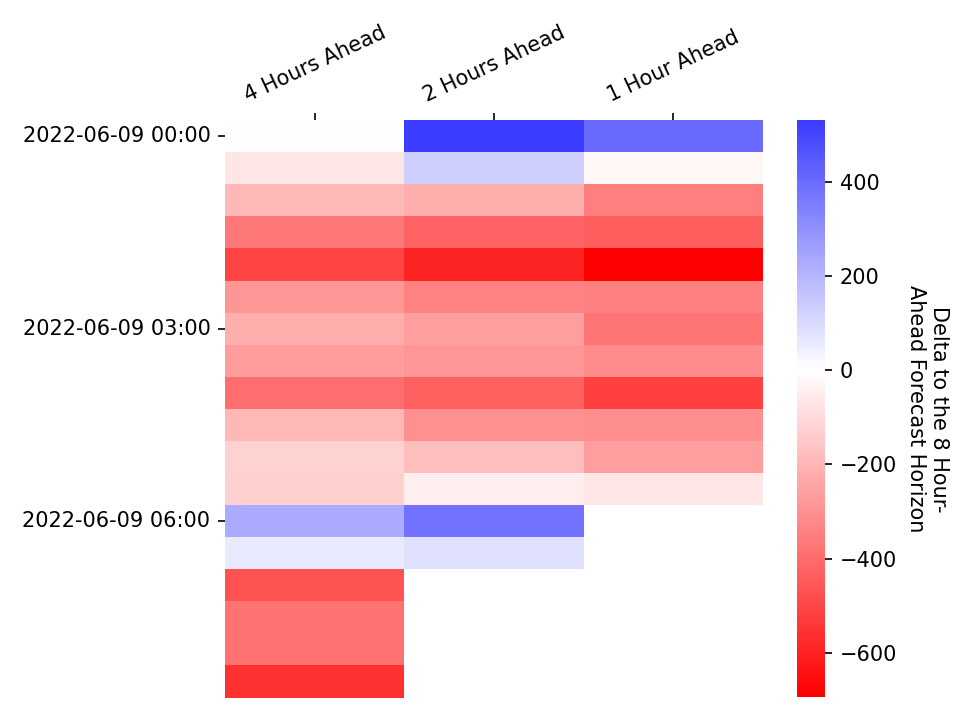 4 Hours Ahead
2 Hours Ahead
1 Hour Ahead
2022-06-09 00:00
2022-06-09 03:00
2022-06-09 06:00
400
200
0
−200
−400
−600
Delta to the 8 Hour-
Ahead Forecast Horizon